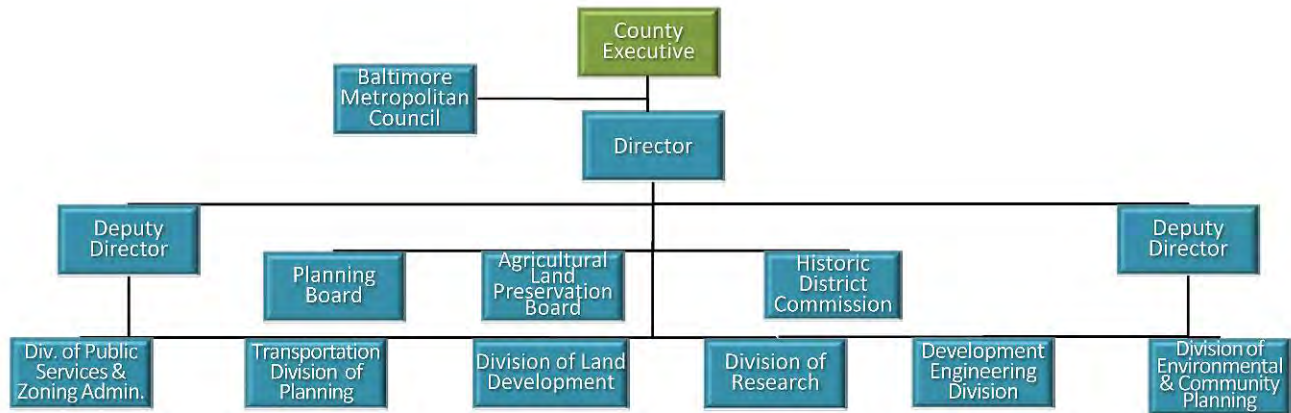 County
Executive
Baltimore
Metropolitan
Council
Director
Deputy
Director
Deputy
Director
Planning
Board
Agricultural
Land
Preservation
Board
Historic
District
Commission
Div. of Public
Services &
Zoning Admin.
Transportation
Division of
Planning
Division of Land
Development
Division of
Research
Development
Engineering
Division
Division of
Environmental
& Community
Planning